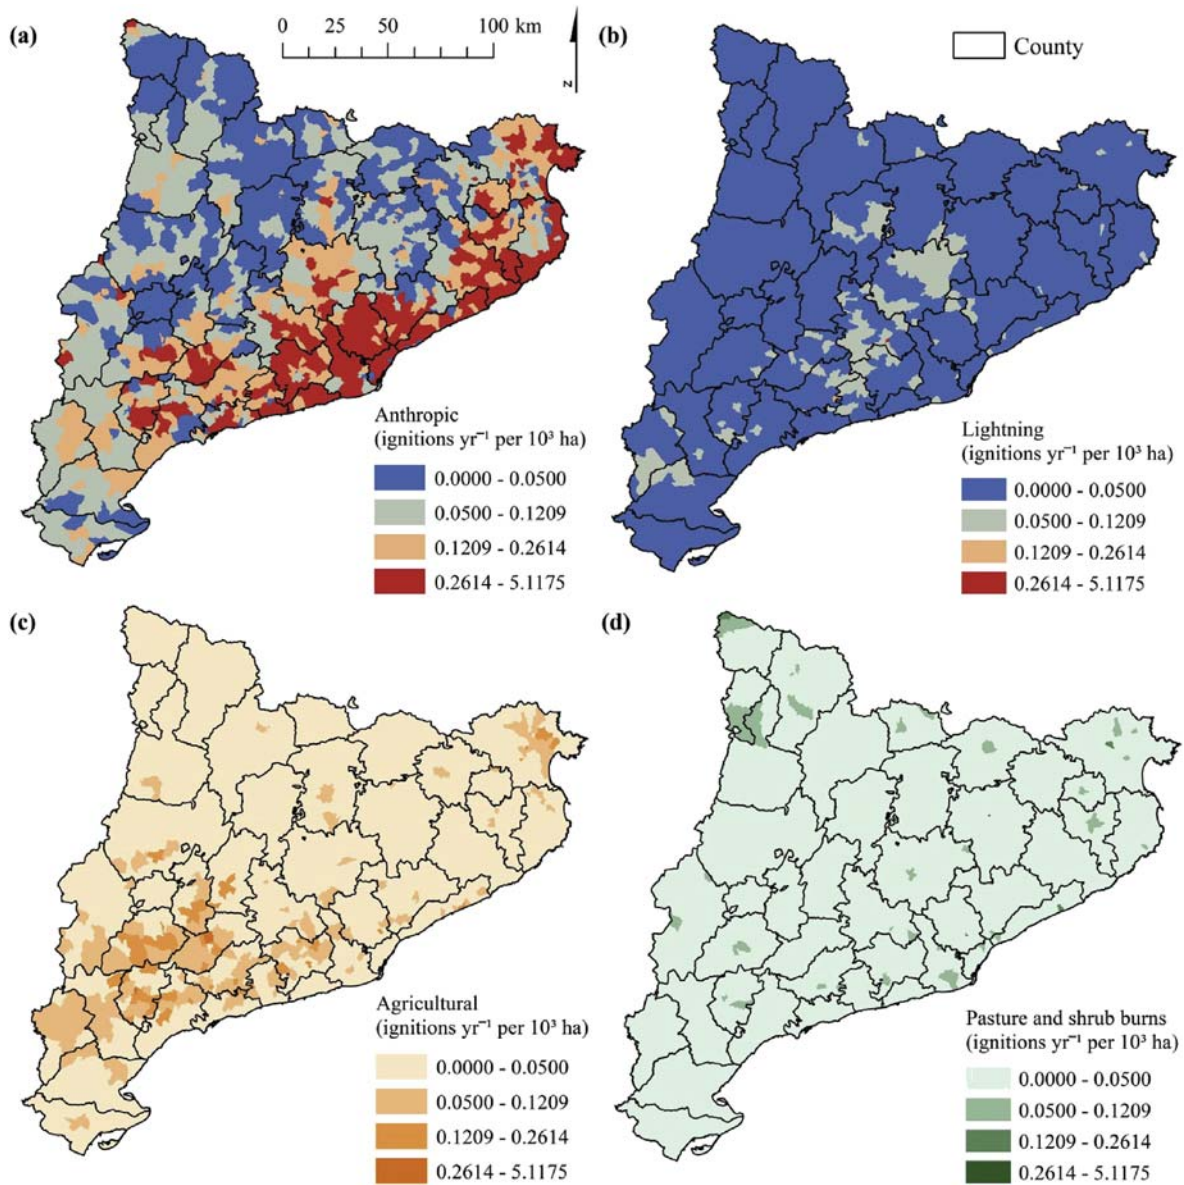 (a)
0 25 50 100 km
N
(b)
County
Anthropic
(ignitions yr⁻¹ per 10³ ha)
0.0000 - 0.0500
0.0500 - 0.1209
0.1209 - 0.2614
0.2614 - 5.1175
Lightning
(ignitions yr⁻¹ per 10³ ha)
0.0000 - 0.0500
0.0500 - 0.1209
0.1209 - 0.2614
0.2614 - 5.1175
(c)
(d)
Agricultural
(ignitions yr⁻¹ per 10³ ha)
0.0000 - 0.0500
0.0500 - 0.1209
0.1209 - 0.2614
0.2614 - 5.1175
Pasture and shrub burns
(ignitions yr⁻¹ per 10³ ha)
0.0000 - 0.0500
0.0500 - 0.1209
0.1209 - 0.2614
0.2614 - 5.1175